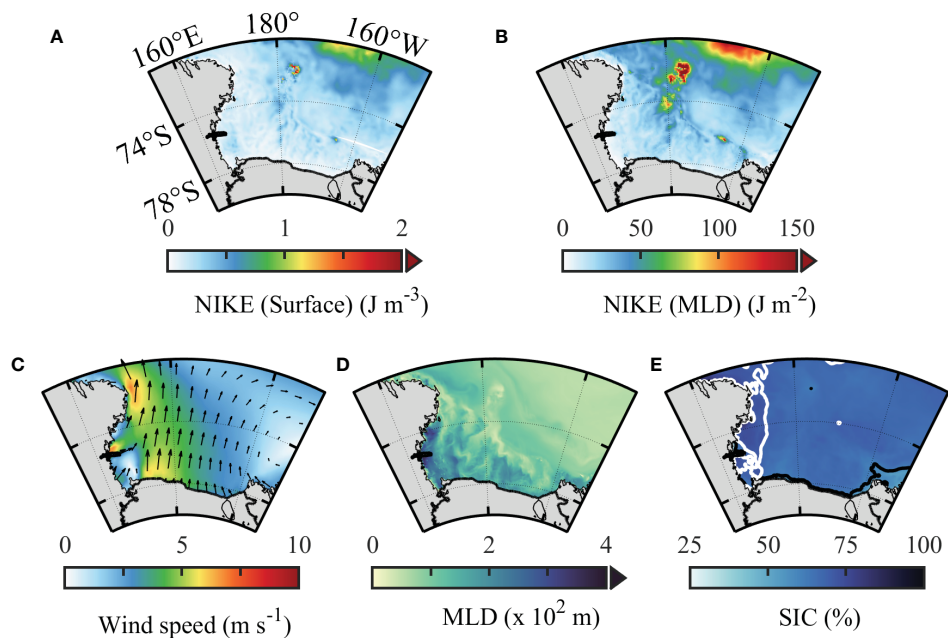 A
160°E
180°
160°W
B
74°S
78°S
0 1 2
NIKE (Surface) (J m⁻³)
0 50 100 150
NIKE (MLD) (J m⁻²)
C
D
E
0 5 10
Wind speed (m s⁻¹)
0 2 4
MLD (x 10² m)
25 50 75 100
SIC (%)